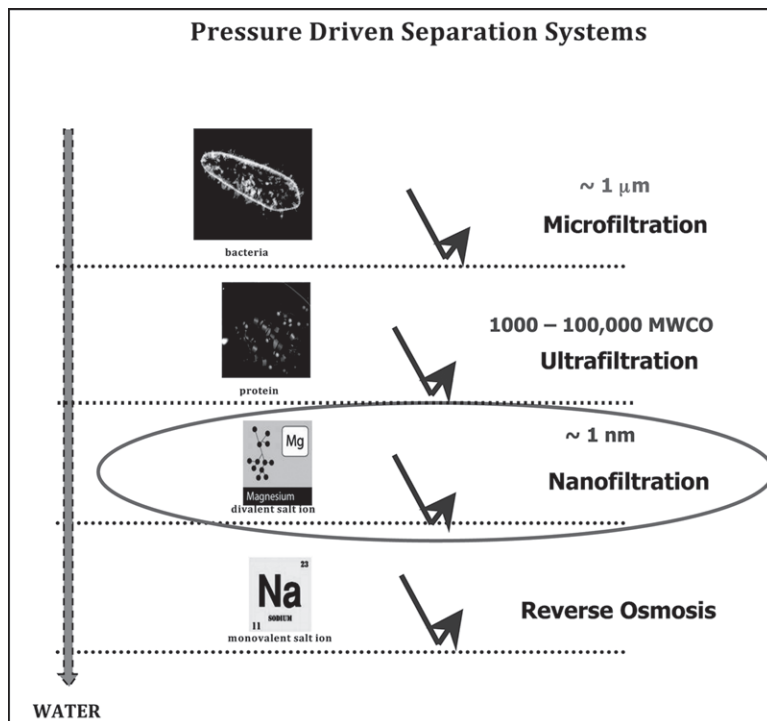 Pressure Driven Separation Systems
~ 1 μm
Microfiltration
bacteria
1000 – 100,000 MWCO
Ultrafiltration
protein
~ 1 nm
Mg
Nanofiltration
Magnesium
divalent salt ion
23
Na
SODIUM
11
Reverse Osmosis
monovalent salt ion
WATER